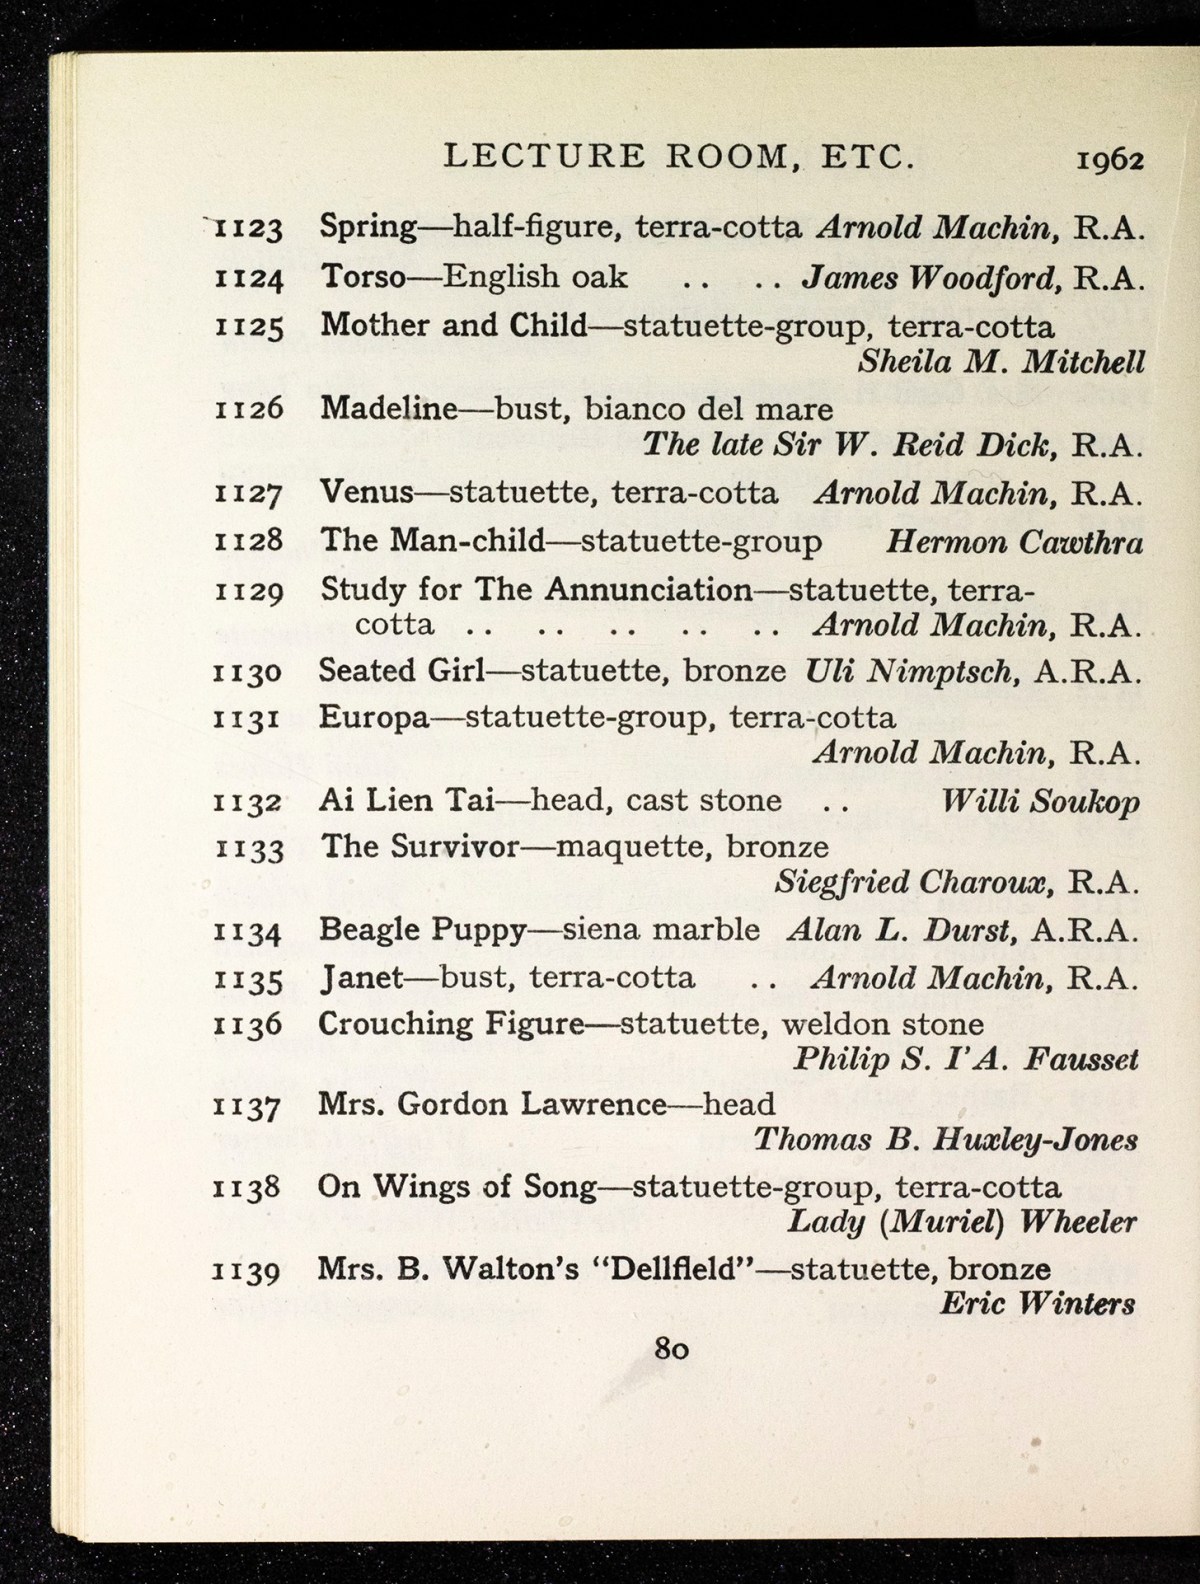 LECTURE ROOM, ETC. 1962
1123 Spring—half-figure, terra-cotta Arnold Machin, R.A.
1124 Torso—English oak .. .. James Woodford, R.A.
1125 Mother and Child—statuette-group, terra-cotta
Sheila M. Mitchell
1126 Madeline—bust, bianco del mare
The late Sir W. Reid Dick, R.A.
1127 Venus—statuette, terra-cotta Arnold Machin, R.A.
1128 The Man-child—statuette-group Hermon Cawthra
1129 Study for The Annunciation—statuette, terra-
cotta .. .. .. .. .. Arnold Machin, R.A.
1130 Seated Girl—statuette, bronze Uli Nimptsch, A.R.A.
1131 Europa—statuette-group, terra-cotta
Arnold Machin, R.A.
1132 Ai Lien Tai—head, cast stone .. Willi Soukop
1133 The Survivor—maquette, bronze
Siegfried Charoux, R.A.
1134 Beagle Puppy—siena marble Alan L. Durst, A.R.A.
1135 Janet—bust, terra-cotta .. Arnold Machin, R.A.
1136 Crouching Figure—statuette, weldon stone
Philip S. I'A. Fausset
1137 Mrs. Gordon Lawrence—head
Thomas B. Huxley-Jones
1138 On Wings of Song—statuette-group, terra-cotta
Lady (Muriel) Wheeler
1139 Mrs. B. Walton's “Dellfield”—statuette, bronze
Eric Winters
80